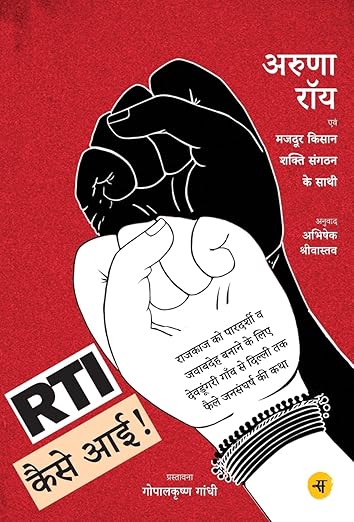 अरुणा
रॉय
एवं
मजदूर किसान
शक्ति संगठन
के साथी
अनुवाद
अभिषेक
श्रीवास्तव
राजकाज को पारदर्शी व
जवाबदेह बनाने के लिए
देवडूंगरी गाँव से दिल्ली तक
फैले जनसंघर्ष की कथा
RTI
कैसे आई!
प्रस्तावना
गोपालकृष्ण गांधी
स